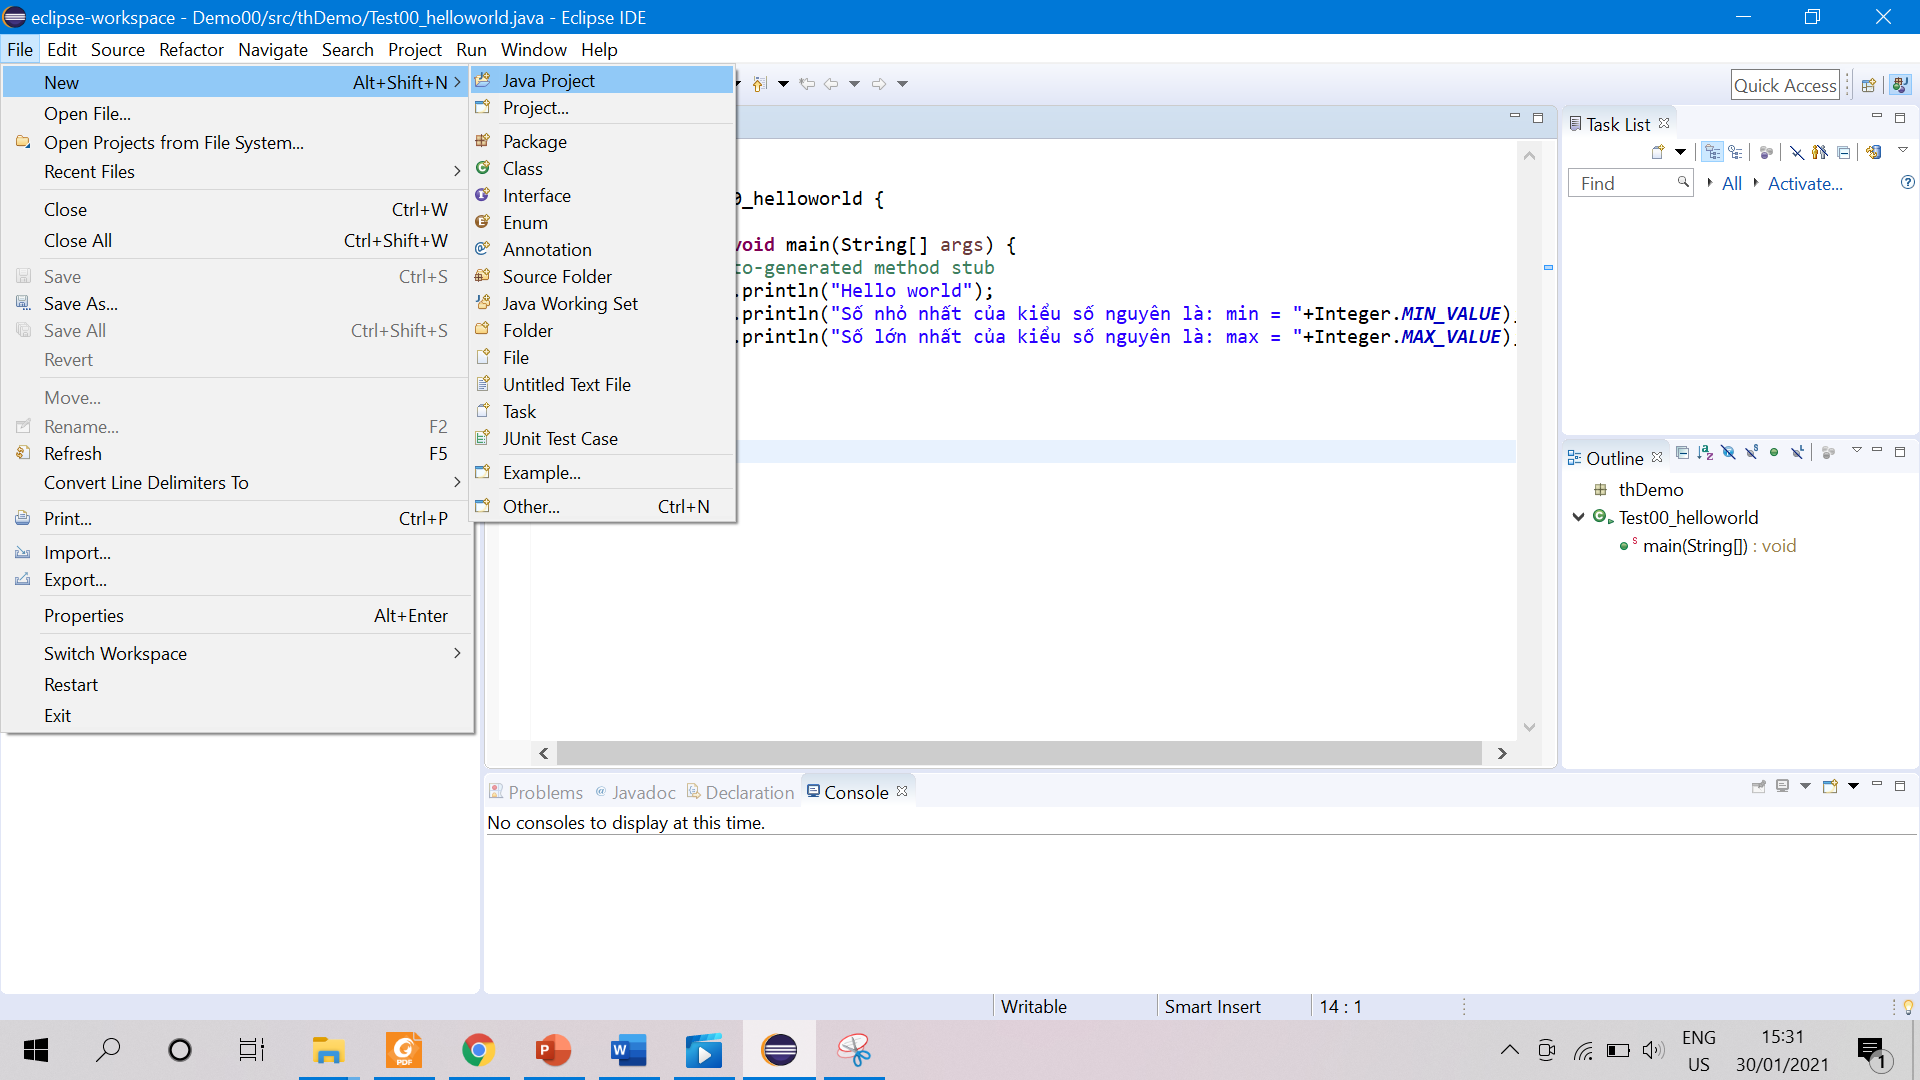 eclipse-workspace - Demo00/src/thDemo/Test00_helloworld.java - Eclipse IDE
File Edit Source Refactor Navigate Search Project Run Window Help
New Alt+Shift+N
Open File...
Open Projects from File System...
Recent Files
Close Ctrl+W
Close All Ctrl+Shift+W
Save Ctrl+S
Save As...
Save All Ctrl+Shift+S
Revert
Move...
Rename... F2
Refresh F5
Convert Line Delimiters To
Print... Ctrl+P
Import...
Export...
Properties Alt+Enter
Switch Workspace
Restart
Exit
Java Project
Project...
Package
Class
Interface
Enum
Annotation
Source Folder
Java Working Set
Folder
File
Untitled Text File
Task
JUnit Test Case
Example...
Other... Ctrl+N
_helloworld {
void main(String[] args) {
to-generated method stub
.println("Hello world");
.println("Số nhỏ nhất của kiểu số nguyên là: min = "+Integer.MIN_VALUE)
.println("Số lớn nhất của kiểu số nguyên là: max = "+Integer.MAX_VALUE)
Quick Access
Task List
Find All Activate...
Outline
thDemo
Test00_helloworld
main(String[]) : void
Problems @ Javadoc Declaration Console
No consoles to display at this time.
Writable Smart Insert 14 : 1
ENG
US
15:31
30/01/2021
1